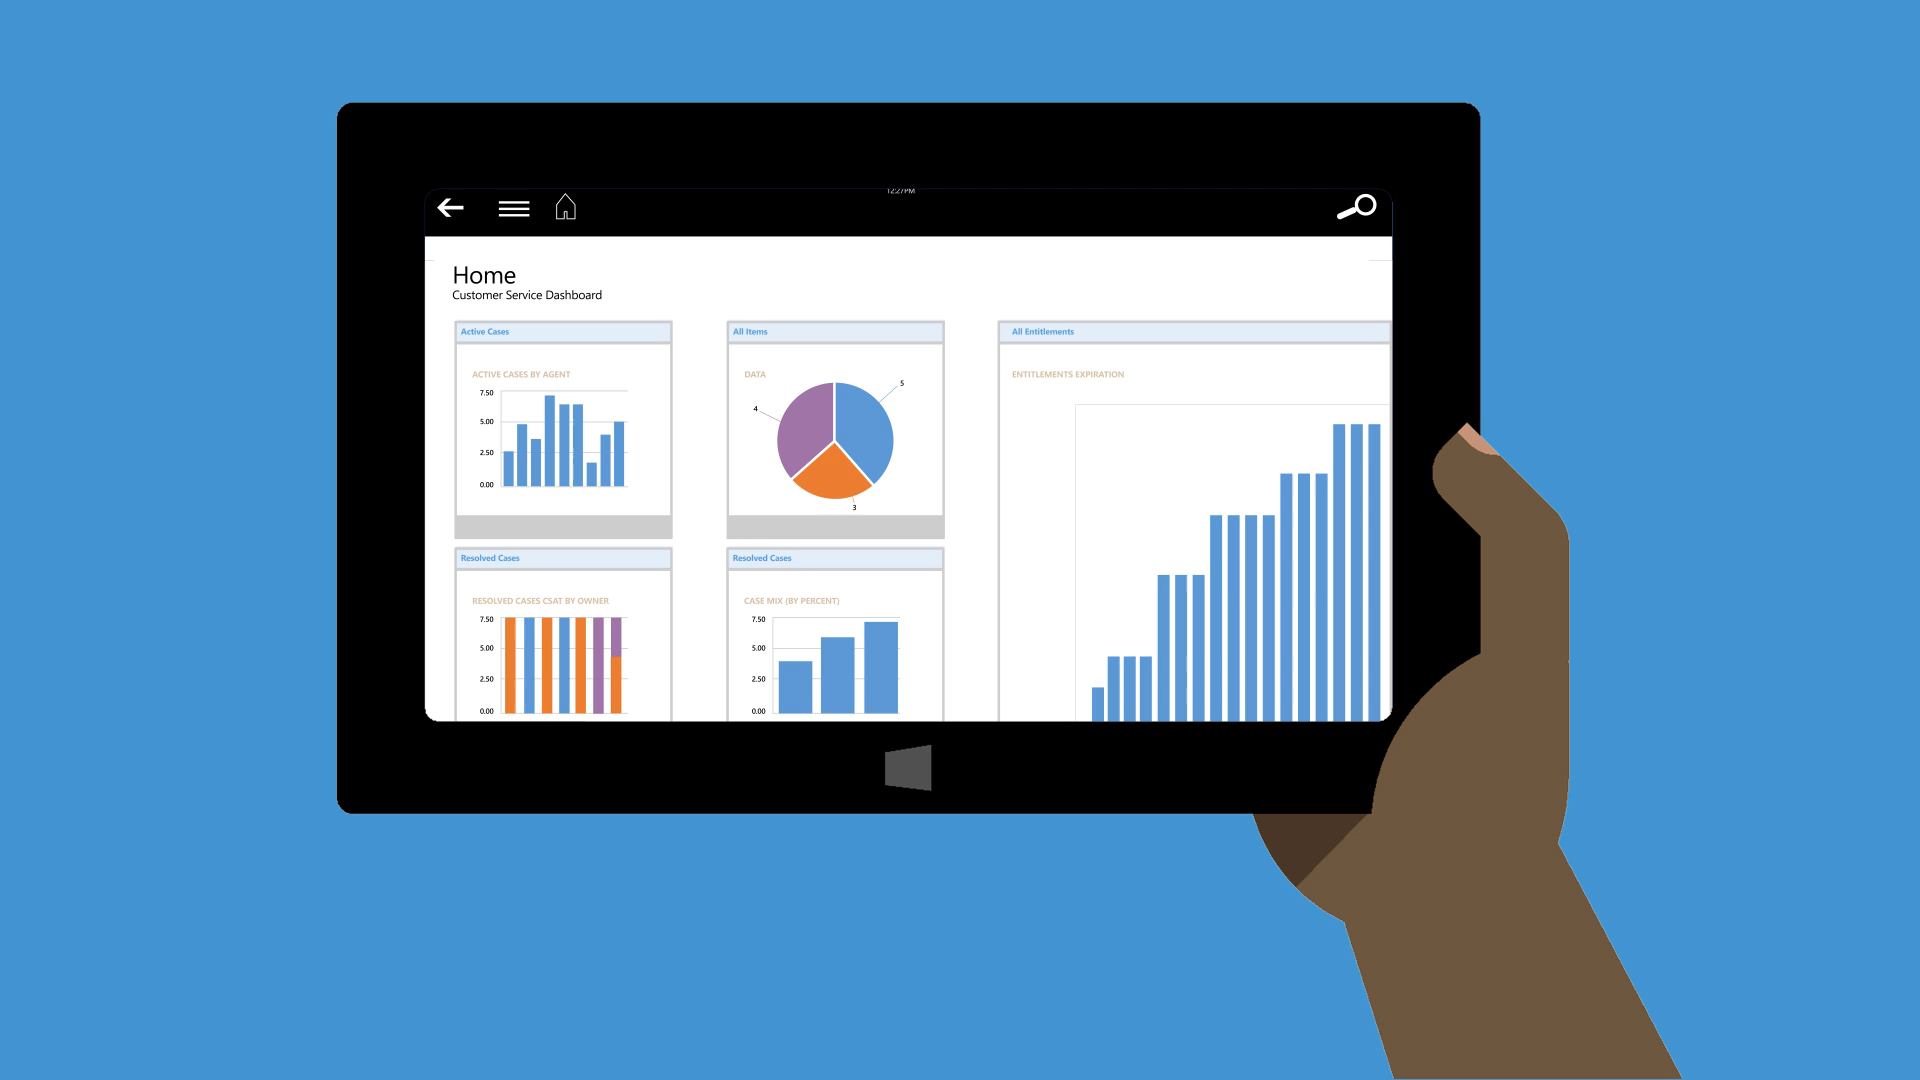 12:27PM
Home
Customer Service Dashboard
Active Cases
ACTIVE CASES BY AGENT
7.50
5.00
2.50
0.00
All Items
DATA
5
4
3
All Entitlements
ENTITLEMENTS EXPIRATION
Resolved Cases
RESOLVED CASES CSAT BY OWNER
7.50
5.00
2.50
0.00
Resolved Cases
CASE MIX (BY PERCENT)
7.50
5.00
2.50
0.00